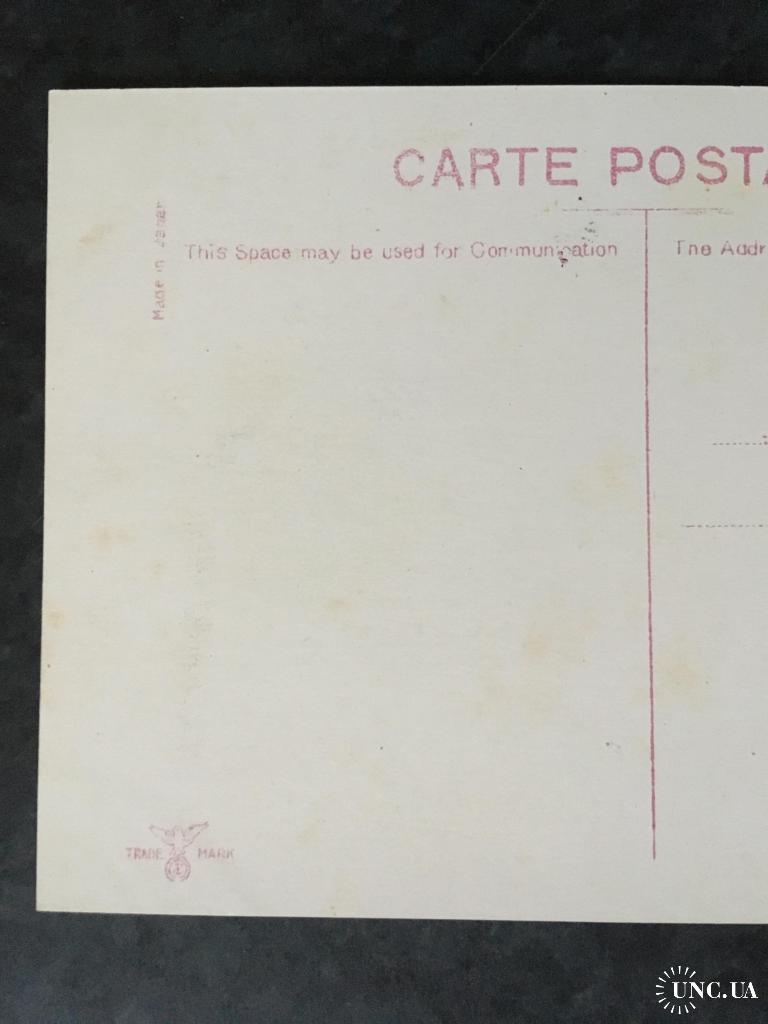 CARTE POSTA
This Space may be used for Communication
The Addr
Made in Japan
TRADE MARK
UNC.UA